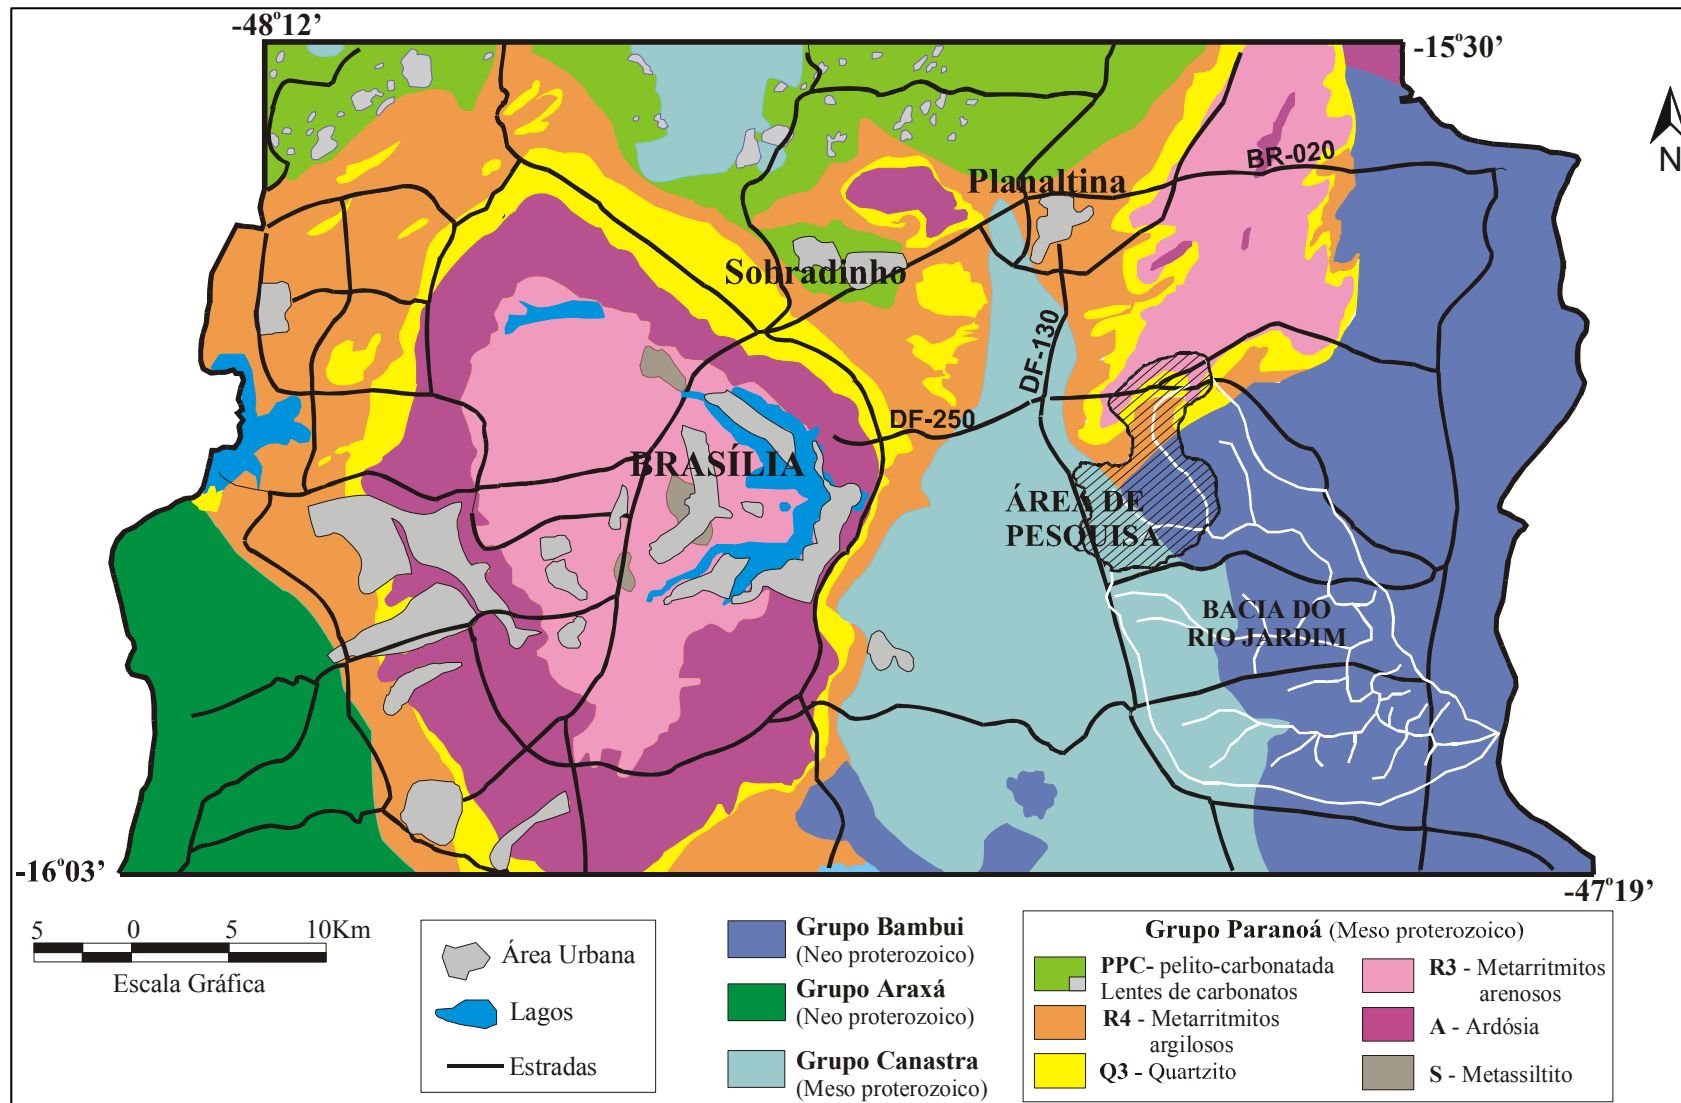 -48°12’
-15°30’
N
BR-020
Planaltina
Sobradinho
DF-130
DF-250
BRASÍLIA
ÁREA DE
PESQUISA
BACIA DO
RIO JARDIM
-16°03’
-47°19’
5 0 5 10Km
Escala Gráfica
Área Urbana
Lagos
Estradas
Grupo Bambui
(Neo proterozoico)
Grupo Araxá
(Neo proterozoico)
Grupo Canastra
(Meso proterozoico)
Grupo Paranoá (Meso proterozoico)
PPC- pelito-carbonatada
Lentes de carbonatos
R4 - Metarritmitos
argilosos
Q3 - Quartzito
R3 - Metarritmitos
arenosos
A - Ardósia
S - Metassiltito